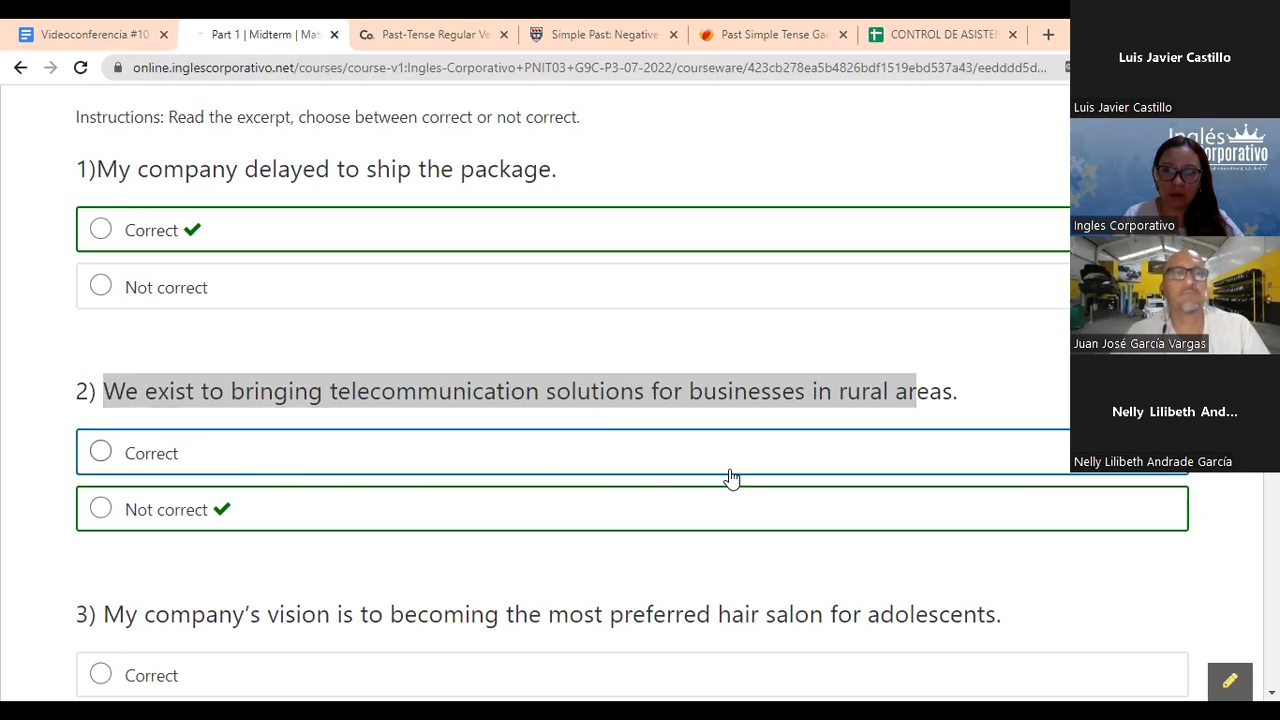 Videoconferencia #10
Part 1 | Midterm | Mat
Co. Past-Tense Regular Ve
Simple Past: Negative
Past Simple Tense Gar
CONTROL DE ASISTEN
online.inglescorporativo.net/courses/course-v1:Ingles-Corporativo+PNIT03+G9C-P3-07-2022/courseware/423cb278ea5b4826bdf1519ebd537a43/eedddd5d...
Instructions: Read the excerpt, choose between correct or not correct.
1)My company delayed to ship the package.
Correct
Not correct
2) We exist to bringing telecommunication solutions for businesses in rural areas.
Correct
Not correct
3) My company’s vision is to becoming the most preferred hair salon for adolescents.
Correct
Luis Javier Castillo
Luis Javier Castillo
Inglés
Corporativo
Ingles Corporativo
Juan José García Vargas
Nelly Lilibeth And...
Nelly Lilibeth Andrade García